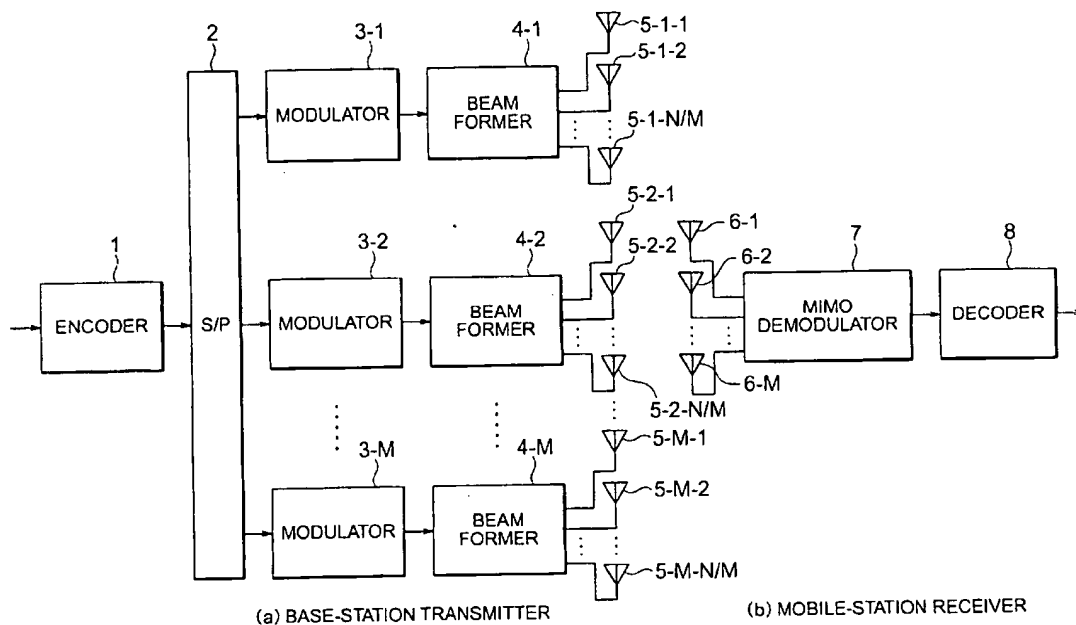 5-1-1
2
3-1
4-1
5-1-2
MODULATOR
BEAM
FORMER
5-1-N/M
5-2-1
6-1
1
3-2
4-2
5-2-2
6-2
7
8
ENCODER
S/P
MODULATOR
BEAM
FORMER
MIMO
DEMODULATOR
DECODER
6-M
5-2-N/M
3-M
4-M
5-M-1
5-M-2
MODULATOR
BEAM
FORMER
5-M-N/M
(a) BASE-STATION TRANSMITTER
(b) MOBILE-STATION RECEIVER